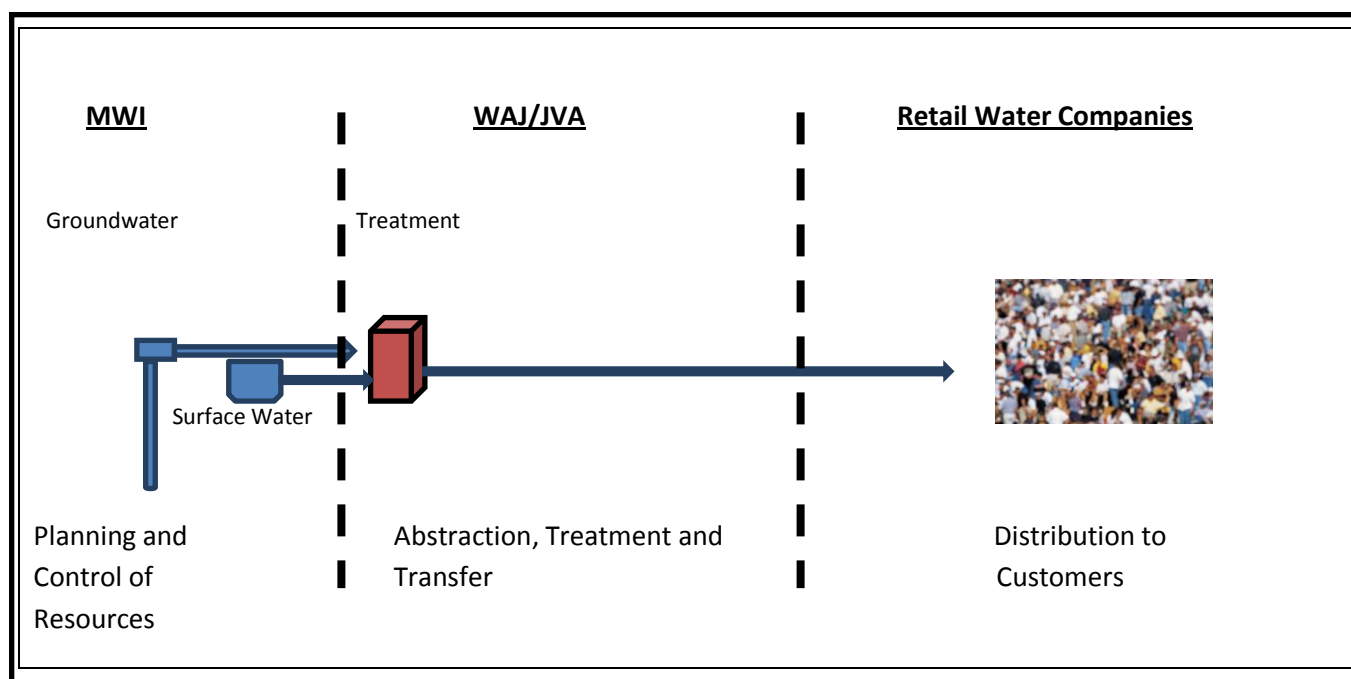 MWI
WAJ/JVA
Retail Water Companies
Groundwater
Treatment
Surface Water
Planning and
Control of
Resources
Abstraction, Treatment and
Transfer
Distribution to
Customers